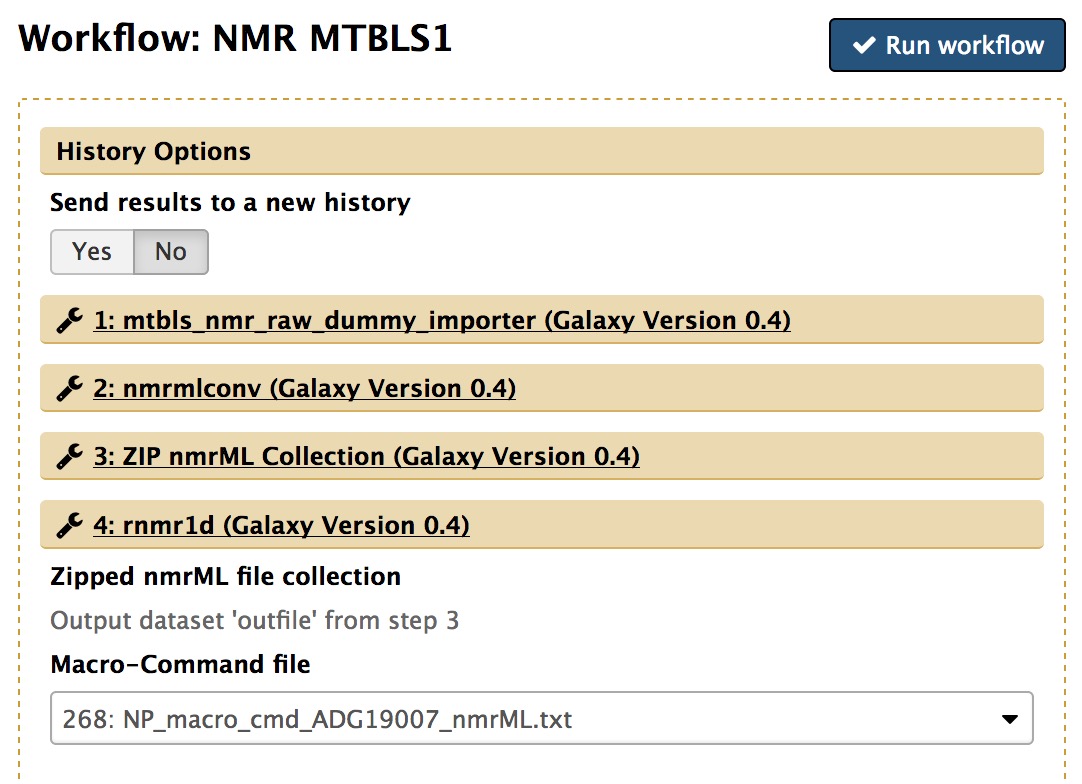 Workflow: NMR MTBLS1
Run workflow
History Options
Send results to a new history
Yes No
1: mtbls_nmr_raw_dummy_importer (Galaxy Version 0.4)
2: nmrmlconv (Galaxy Version 0.4)
3: ZIP nmrML Collection (Galaxy Version 0.4)
4: rnmr1d (Galaxy Version 0.4)
Zipped nmrML file collection
Output dataset 'outfile' from step 3
Macro-Command file
268: NP_macro_cmd_ADG19007_nmrML.txt